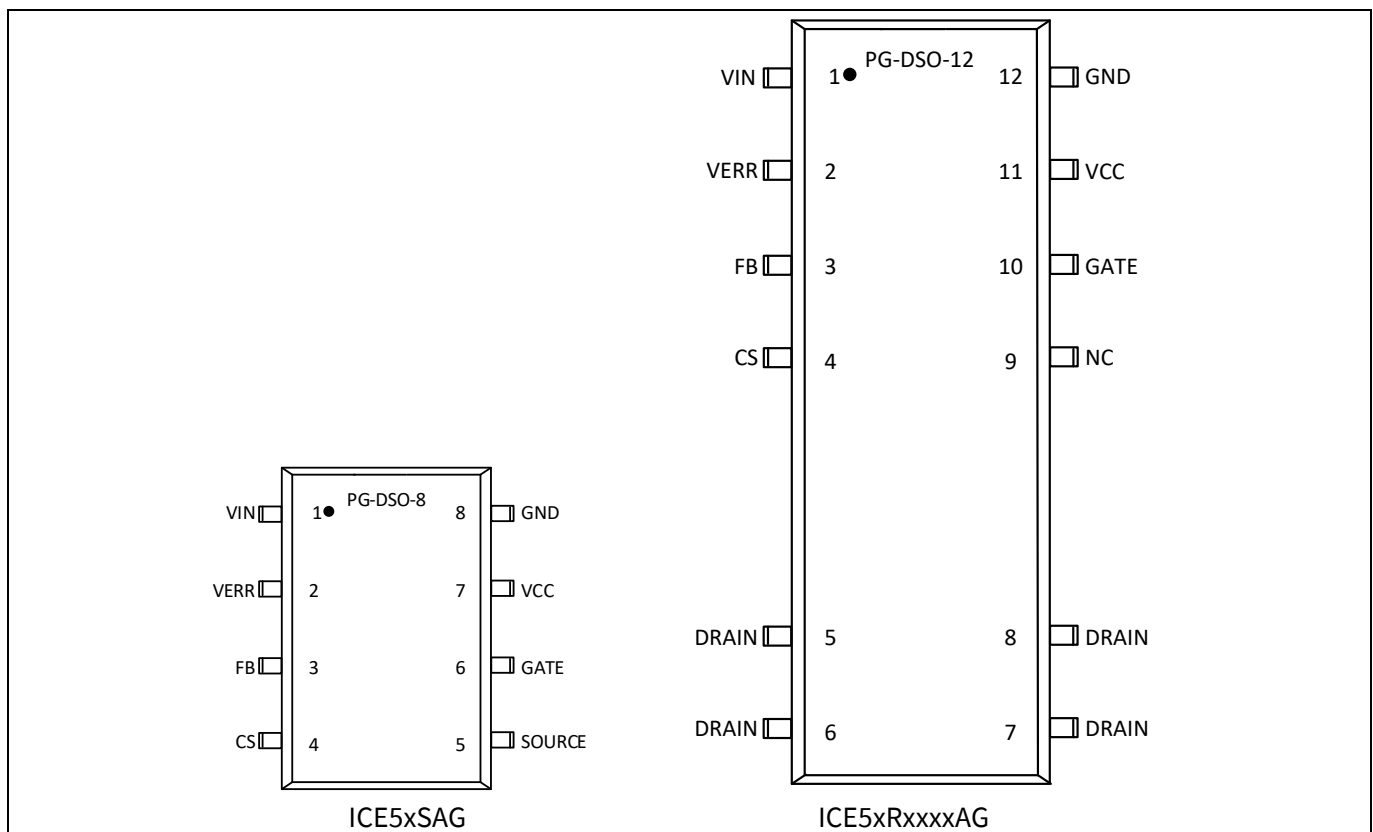 PG-DSO-12
VIN 1 12 GND
VERR 2 11 VCC
FB 3 10 GATE
CS 4 9 NC
DRAIN 5 8 DRAIN
DRAIN 6 7 DRAIN
ICE5xRxxxxAG
PG-DSO-8
VIN 1 8 GND
VERR 2 7 VCC
FB 3 6 GATE
CS 4 5 SOURCE
ICE5xSAG